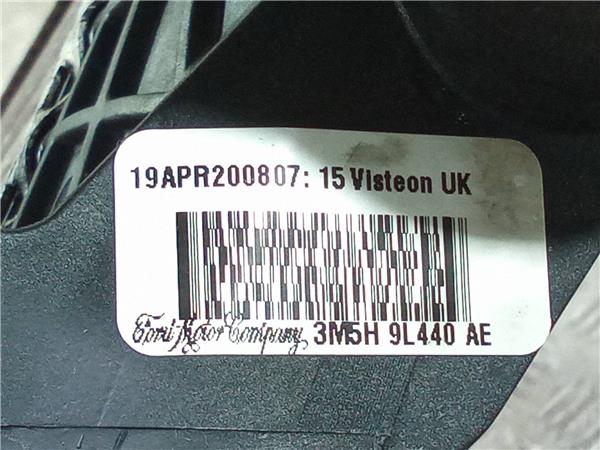 19APR200807:15 Visteon UK
Ford Motor Company 3M5H 9L440 AE